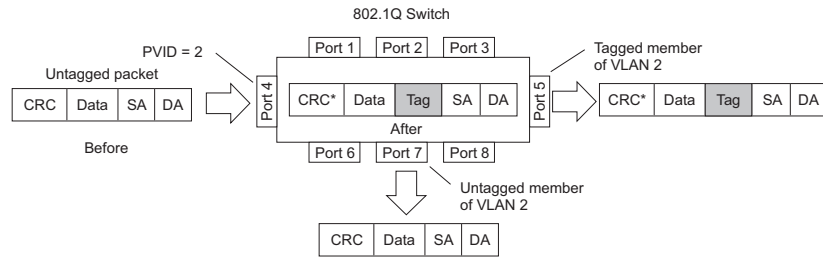 802.1Q Switch
PVID = 2
Port 1
Port 2
Port 3
Tagged member
of VLAN 2
Untagged packet
Port 4
Port 5
CRC
Data
SA
DA
CRC*
Data
Tag
SA
DA
CRC*
Data
Tag
SA
DA
After
Before
Port 6
Port 7
Port 8
Untagged member
of VLAN 2
CRC
Data
SA
DA